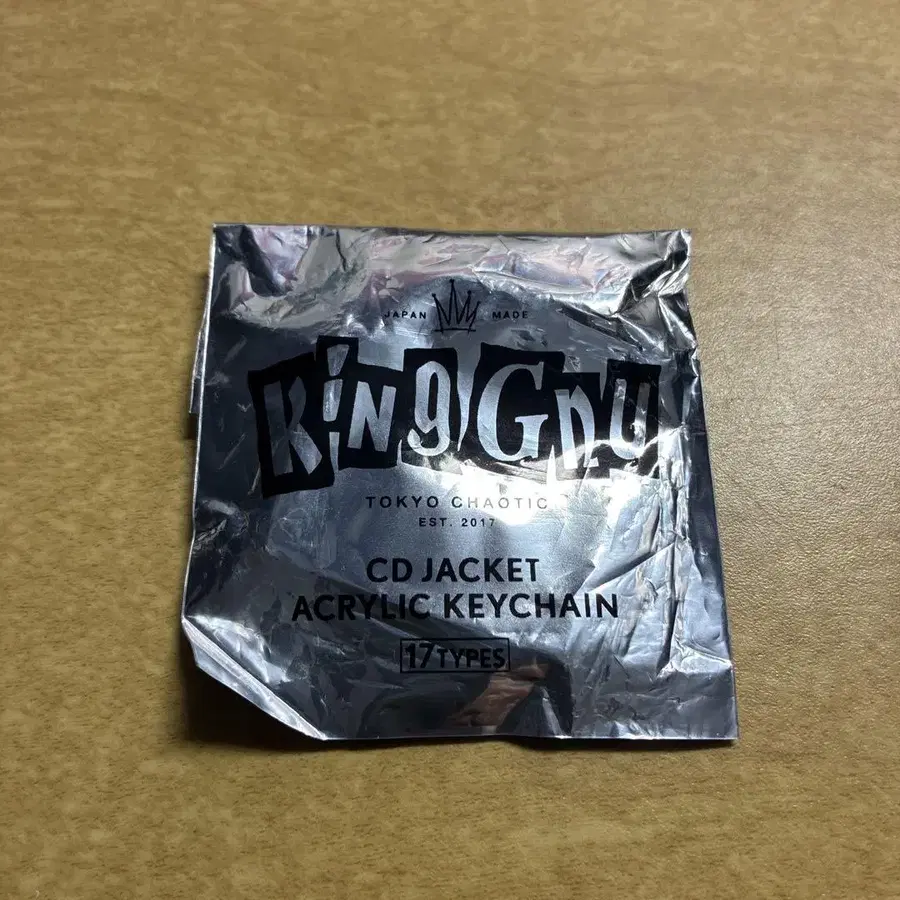 JAPAN MADE
King Gnu
TOKYO CHAOTIC
EST. 2017
CD JACKET
ACRYLIC KEYCHAIN
17TYPES